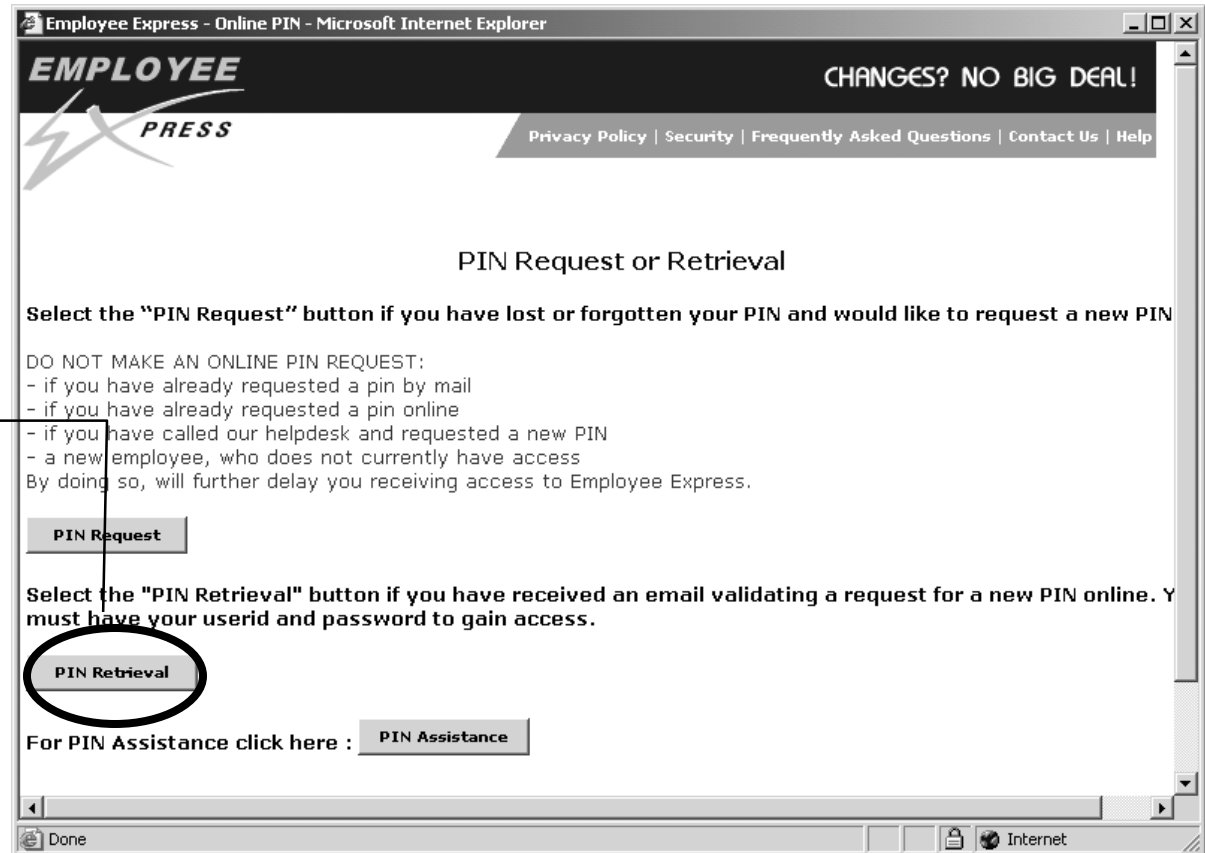 Employee Express - Online PIN - Microsoft Internet Explorer
EMPLOYEE
PRESS
CHANGES? NO BIG DEAL!
Privacy Policy | Security | Frequently Asked Questions | Contact Us | Help
PIN Request or Retrieval
Select the “PIN Request” button if you have lost or forgotten your PIN and would like to request a new PIN
DO NOT MAKE AN ONLINE PIN REQUEST:
- if you have already requested a pin by mail
- if you have already requested a pin online
- if you have called our helpdesk and requested a new PIN
- a new employee, who does not currently have access
By doing so, will further delay you receiving access to Employee Express.
PIN Request
Select the "PIN Retrieval" button if you have received an email validating a request for a new PIN online. Y
must have your userid and password to gain access.
PIN Retrieval
For PIN Assistance click here : PIN Assistance
Done
Internet